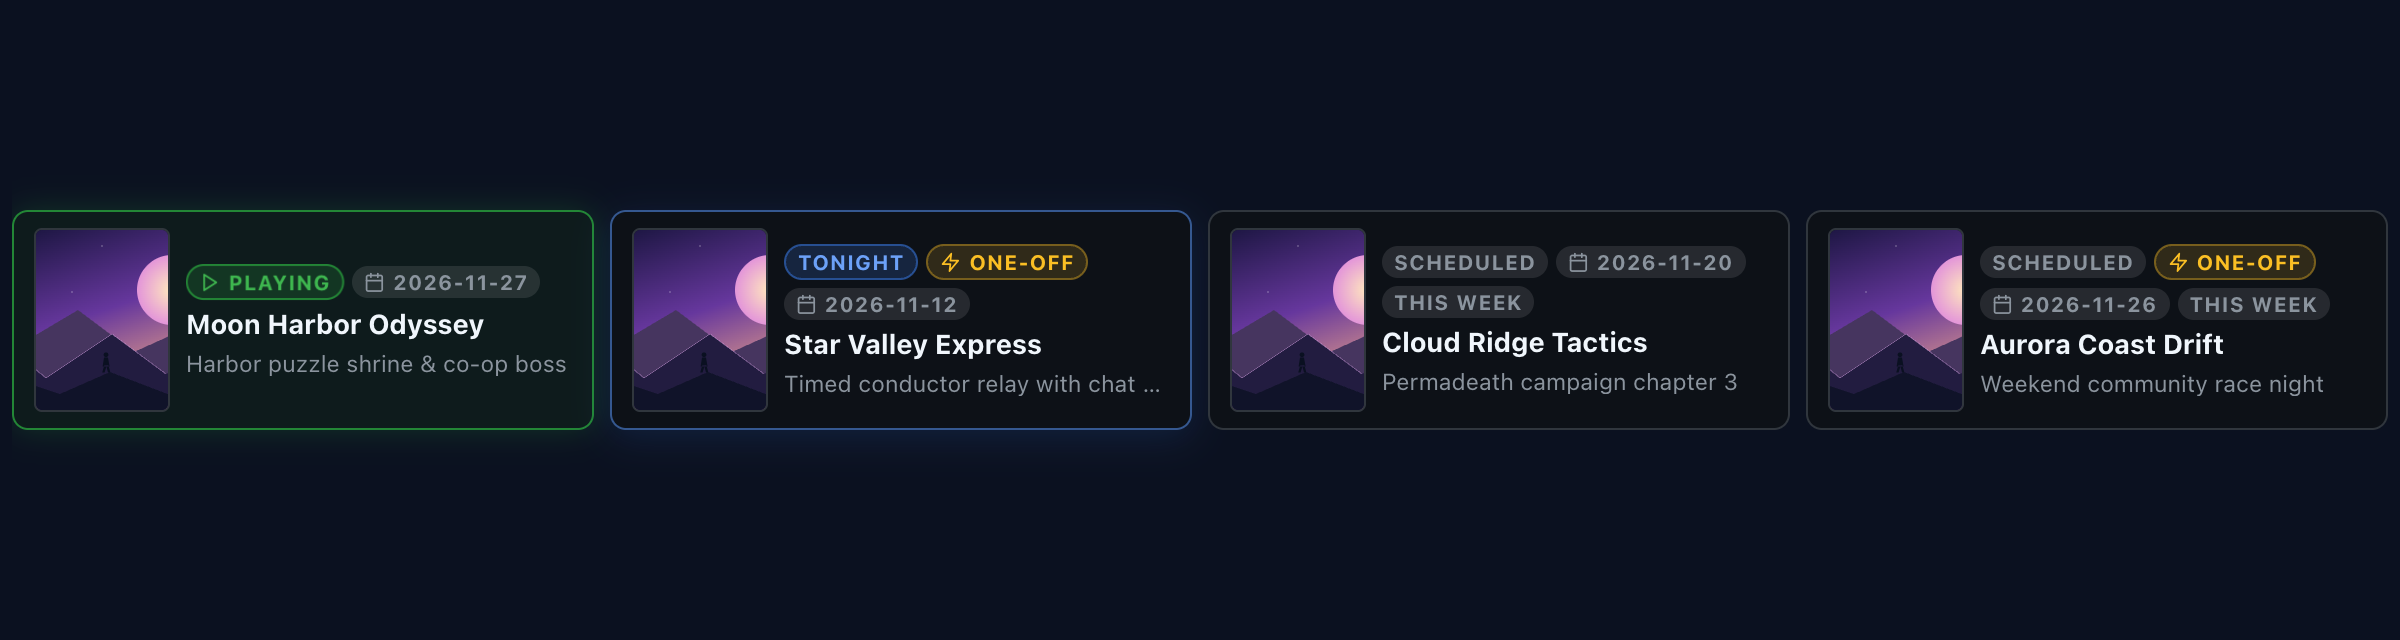 PLAYING 2026-11-27
Moon Harbor Odyssey
Harbor puzzle shrine & co-op boss
TONIGHT ONE-OFF
2026-11-12
Star Valley Express
Timed conductor relay with chat ...
SCHEDULED 2026-11-20
THIS WEEK
Cloud Ridge Tactics
Permadeath campaign chapter 3
SCHEDULED ONE-OFF
2026-11-26 THIS WEEK
Aurora Coast Drift
Weekend community race night